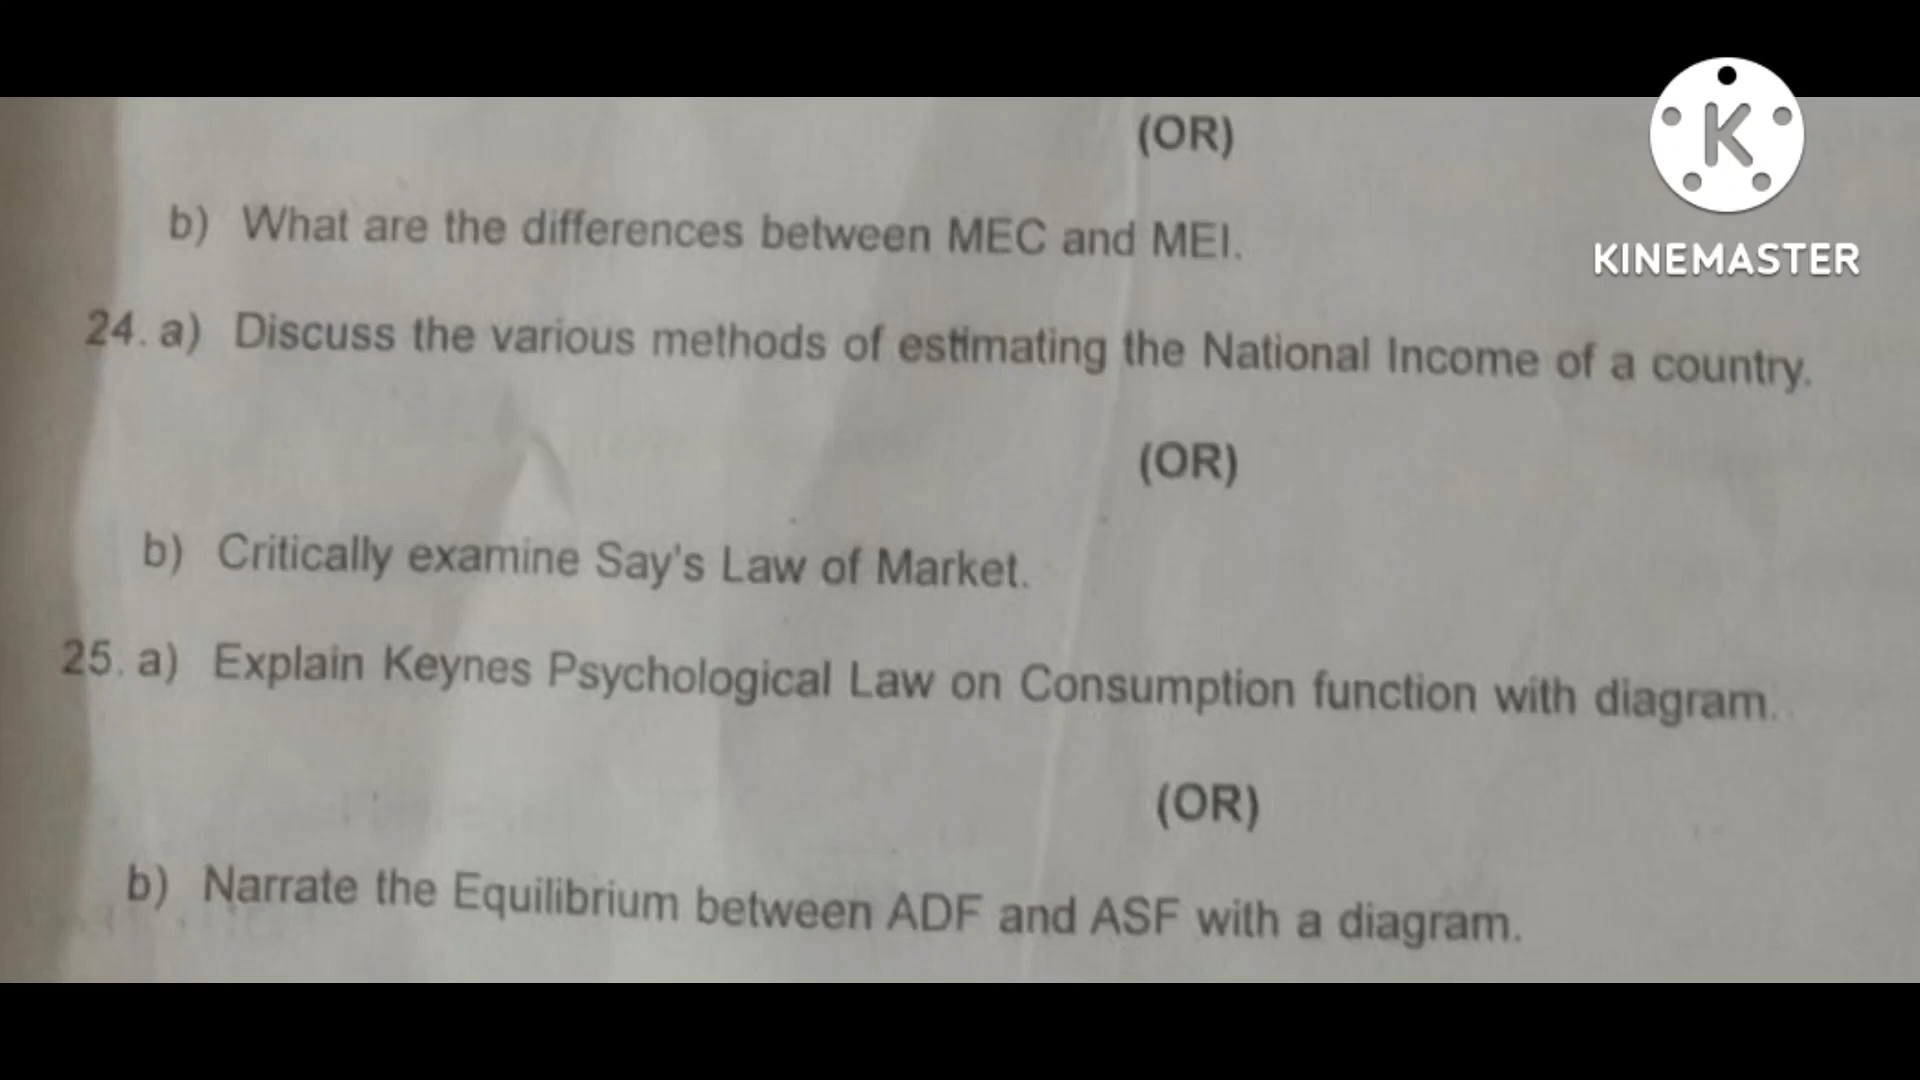 (OR)
K
KINEMASTER
b) What are the differences between MEC and MEI.
24. a) Discuss the various methods of estimating the National Income of a country.
(OR)
b) Critically examine Say's Law of Market.
25. a) Explain Keynes Psychological Law on Consumption function with diagram.
(OR)
b) Narrate the Equilibrium between ADF and ASF with a diagram.